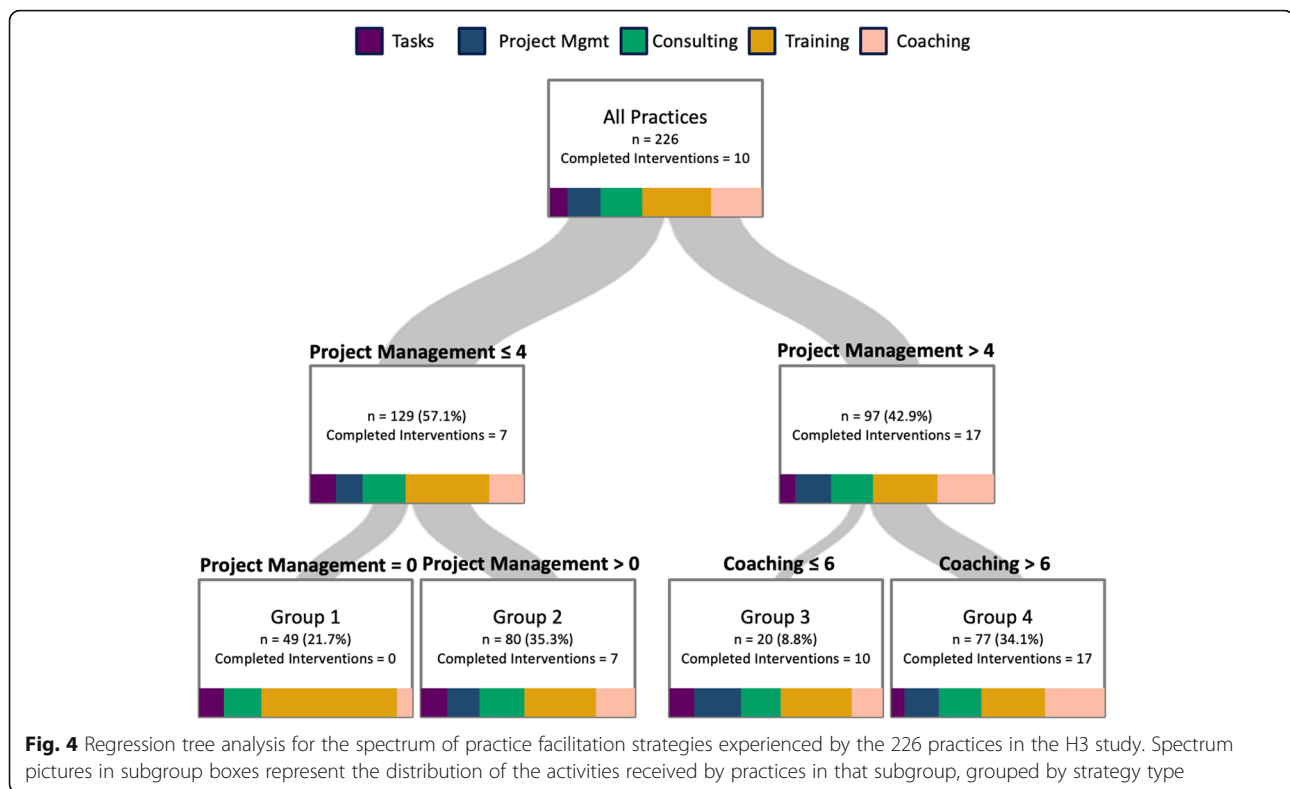 Tasks Project Mgmt Consulting Training Coaching
All Practices
n = 226
Completed Interventions = 10
Project Management ≤ 4
n = 129 (57.1%)
Completed Interventions = 7
Project Management > 4
n = 97 (42.9%)
Completed Interventions = 17
Project Management = 0
Group 1
n = 49 (21.7%)
Completed Interventions = 0
Project Management > 0
Group 2
n = 80 (35.3%)
Completed Interventions = 7
Coaching ≤ 6
Group 3
n = 20 (8.8%)
Completed Interventions = 10
Coaching > 6
Group 4
n = 77 (34.1%)
Completed Interventions = 17
Fig. 4 Regression tree analysis for the spectrum of practice facilitation strategies experienced by the 226 practices in the H3 study. Spectrum
pictures in subgroup boxes represent the distribution of the activities received by practices in that subgroup, grouped by strategy type